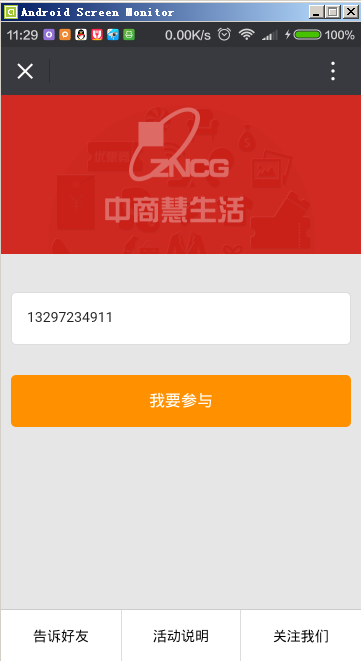 Android Screen Monitor
11:29 0.00K/s 100%
ZNCG
中商慧生活
13297234911
我要参与
告诉好友 活动说明 关注我们